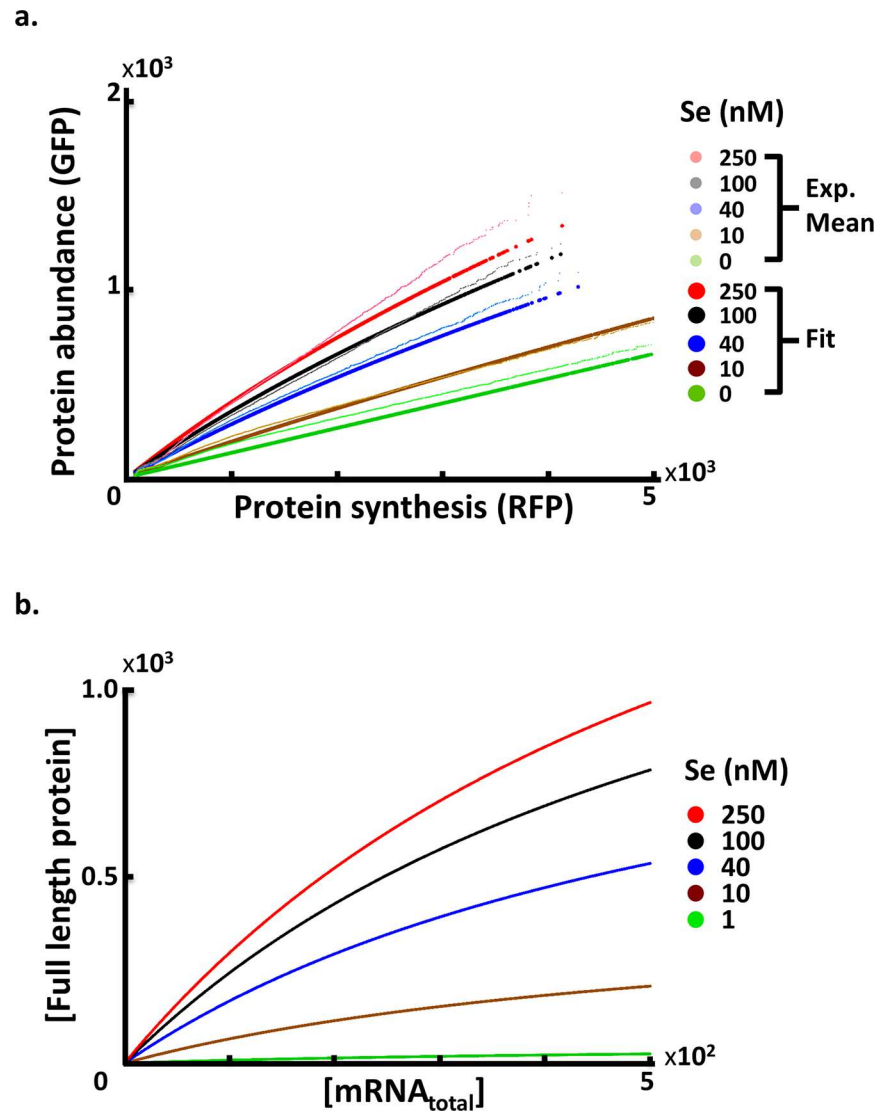 a.
x10³
2
Protein abundance (GFP)
1
0
5
x10³
Protein synthesis (RFP)
Se (nM)
250
100
40
10
0
Exp.
Mean
250
100
40
10
0
Fit
b.
x10³
1.0
[Full length protein]
0.5
0
5
x10²
[mRNAtotal]
Se (nM)
250
100
40
10
1